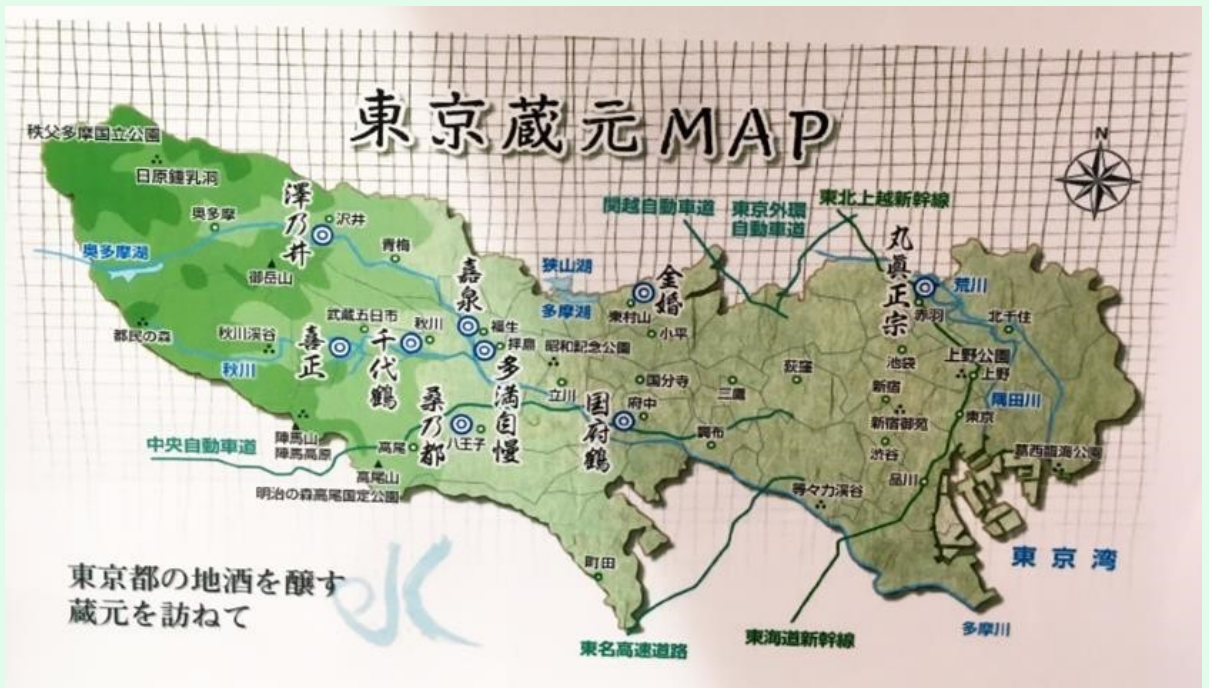 東京蔵元MAP
N
秩父多摩国立公園
日原鍾乳洞
奥多摩
奥多摩湖
澤乃井
沢井
御岳山
青梅
都民の森
秋川渓谷
秋川
武蔵五日市
喜正
千代鶴
秋川
嘉泉
福生
拝島
多満自慢
狭山湖
多摩湖
金婚
東村山
小平
昭和記念公園
立川
国分寺
国府鶴
府中
三鷹
荻窪
調布
桑乃都
八王子
高尾
高尾山
陣馬山
陣馬高原
明治の森高尾国定公園
中央自動車道
関越自動車道
東京外環
自動車道
東北上越新幹線
丸眞正宗
荒川
赤羽
北千住
池袋
上野公園
上野
新宿
新宿御苑
隅田川
東京
渋谷
品川
葛西臨海公園
等々力渓谷
町田
東京湾
多摩川
東海道新幹線
東名高速道路
水
東京都の地酒を醸す
蔵元を訪ねて